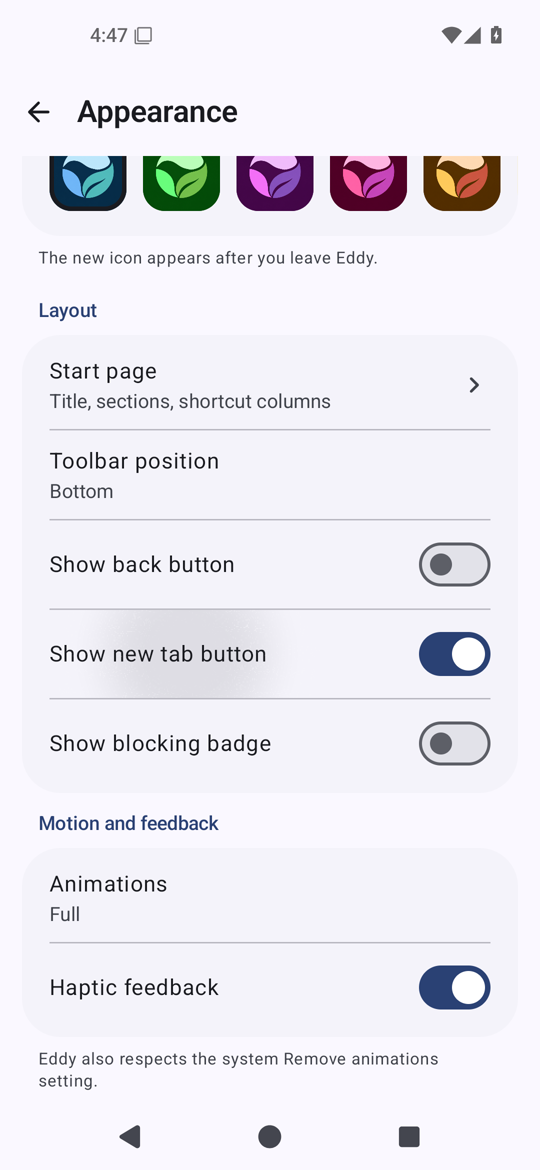 4:47
Appearance
The new icon appears after you leave Eddy.
Layout
Start page
Title, sections, shortcut columns
Toolbar position
Bottom
Show back button
Show new tab button
Show blocking badge
Motion and feedback
Animations
Full
Haptic feedback
Eddy also respects the system Remove animations
setting.